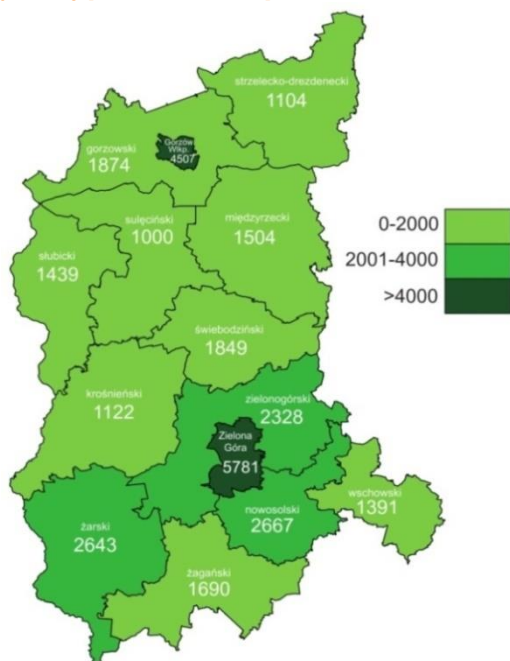 strzelecko-drezdenecki
1104
gorzowski
1874
Gorzów
Wlkp.
4507
sulęciński
1000
międzyrzecki
1504
słubicki
1439
świebodziński
1849
krośnieński
1122
zielonogórski
2328
Zielona
Góra
5781
wschowski
1391
żarski
2643
nowosolski
2667
żagański
1690
0-2000
2001-4000
>4000